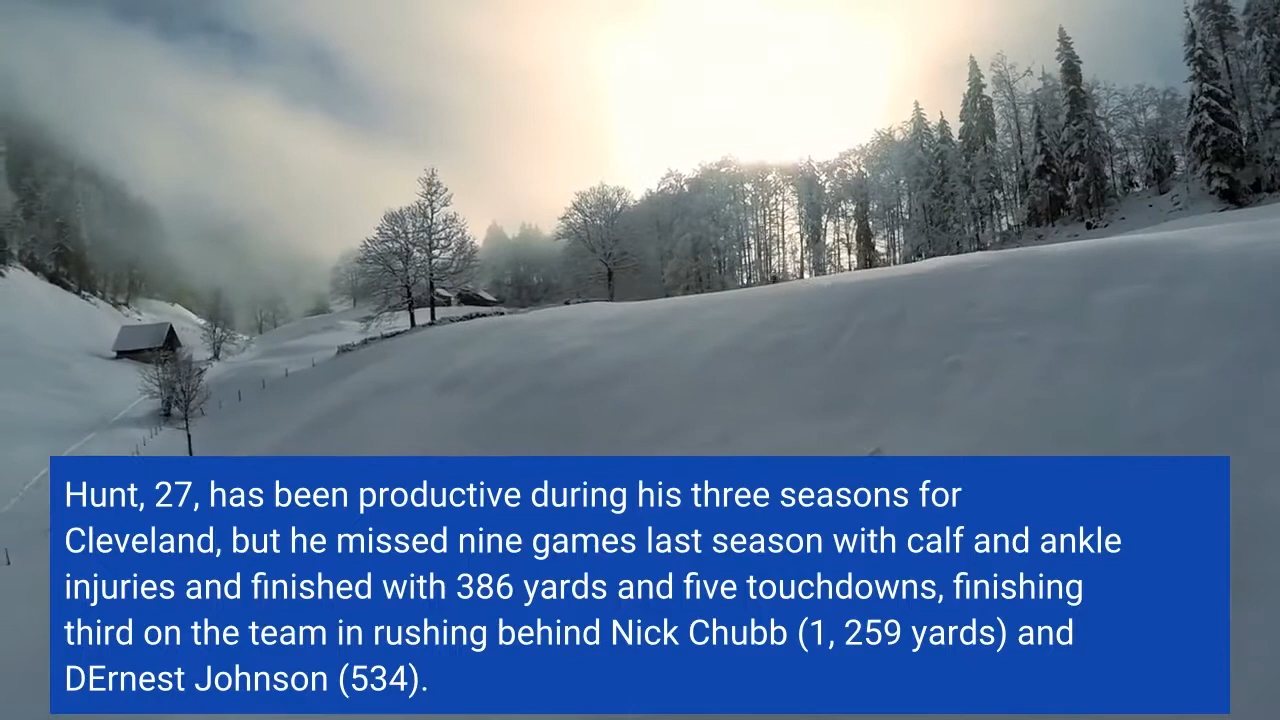 Hunt, 27, has been productive during his three seasons for
Cleveland, but he missed nine games last season with calf and ankle
injuries and finished with 386 yards and five touchdowns, finishing
third on the team in rushing behind Nick Chubb (1, 259 yards) and
DErnest Johnson (534).